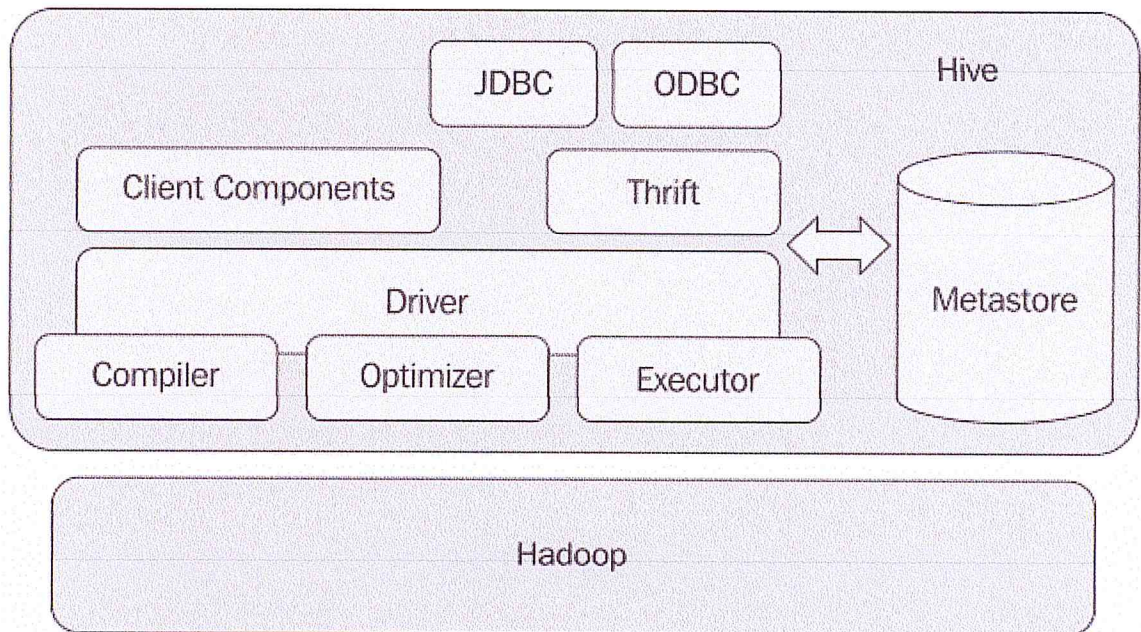 JDBC
ODBC
Hive
Client Components
Thrift
Driver
Metastore
Compiler
Optimizer
Executor
Hadoop